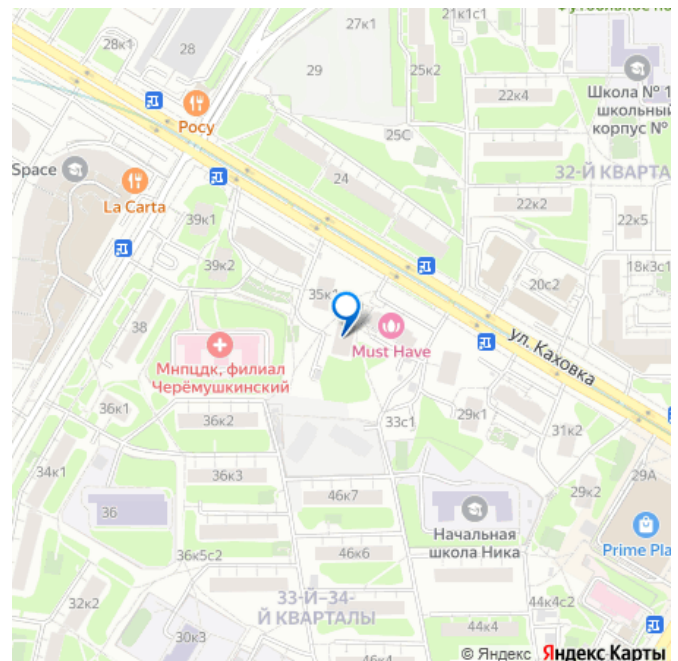 27к1
21к1с1
28к1
28
29
25к2
22к4
Школа № 1
школьный
корпус №
Росу
25С
Space
La Carta
24
32-Й КВАРТА
39к1
22к2
22к5
39к2
18к3с1
20с2
35к1
38
Must Have
ул. Каховка
Мнпцдк, филиал
Черёмушкинский
36к1
36к2
33с1
29к1
31к2
34к1
36к3
29А
46к7
29к2
36
Начальная
школа Ника
Prime Pla
36к5с2
46к6
33-Й–34-
Й КВАРТАЛЫ
32к2
44к4с2
30к3
44к4
© Яндекс Яндекс Карты